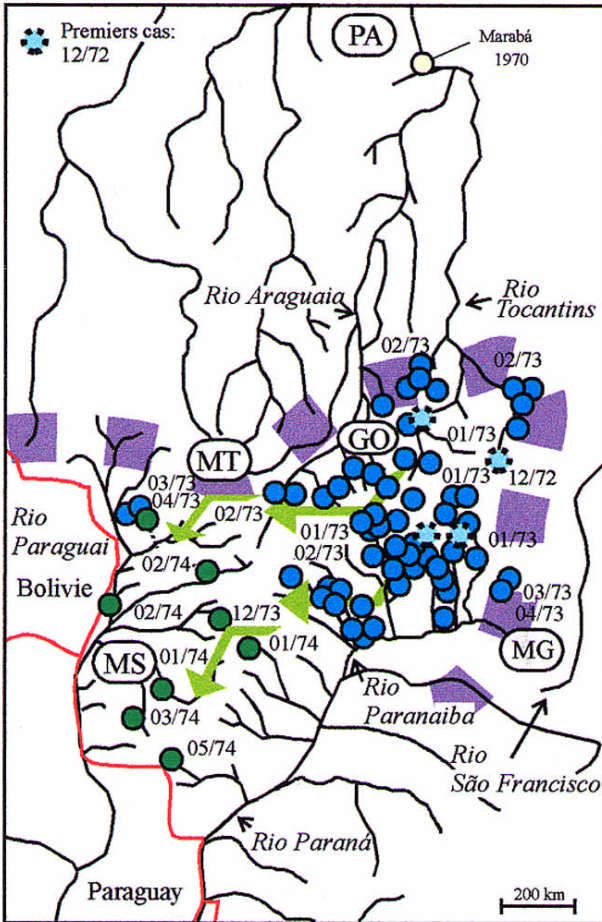 Premiers cas:
12/72
PA
Marabá
1970
Rio Araguaia
Rio
Tocantins
02/73
02/73
GO
01/73
MT
03/73
04/73
01/73
12/72
02/73
01/73
02/73
01/73
Rio
Paraguai
Bolivie
02/74
02/74
12/73
03/73
04/73
MS
01/74
01/74
MG
03/74
Rio
Paranaiba
05/74
Rio
São Francisco
Rio Paraná
Paraguay
200 km